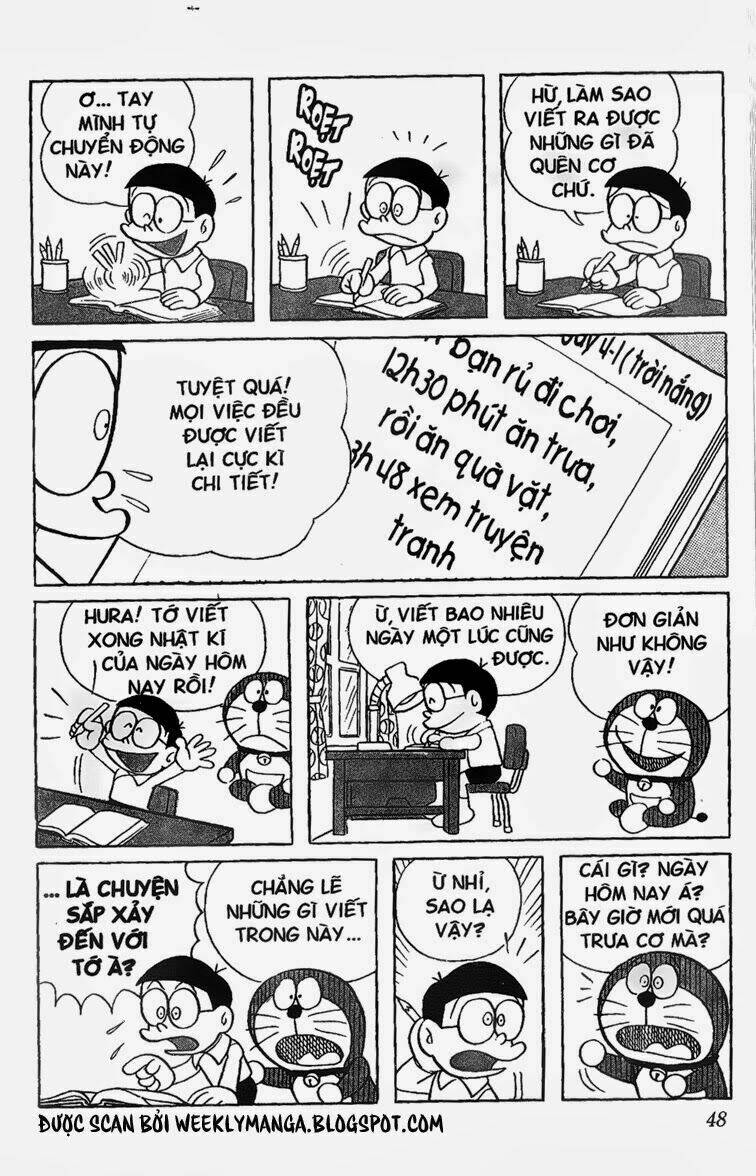 HỪ, LÀM SAO
VIẾT RA ĐƯỢC
NHỮNG GÌ ĐÃ
QUÊN CƠ
CHỨ.
ROẸT
ROẸT
Ơ... TAY
MÌNH TỰ
CHUYỂN ĐỘNG
NÀY!
gày 4-1 (trời nắng)
bạn rủ đi chơi,
12h30 phút ăn trưa,
rồi ăn quà vặt,
3h 48 xem truyện
tranh
TUYỆT QUÁ!
MỌI VIỆC ĐỀU
ĐƯỢC VIẾT
LẠI CỰC KÌ
CHI TIẾT!
ĐƠN GIẢN
NHƯ KHÔNG
VẬY!
Ừ, VIẾT BAO NHIÊU
NGÀY MỘT LÚC CŨNG
ĐƯỢC.
HURA! TỚ VIẾT
XONG NHẬT KÍ
CỦA NGÀY HÔM
NAY RỒI!
CÁI GÌ? NGÀY
HÔM NAY Á?
BÂY GIỜ MỚI QUÁ
TRƯA CƠ MÀ?
Ừ NHỈ,
SAO LẠ
VẬY?
CHẲNG LẼ
NHỮNG GÌ VIẾT
TRONG NÀY...
... LÀ CHUYỆN
SẮP XẢY
ĐẾN VỚI
TỚ À?
ĐƯỢC SCAN BỞI WEEKLYMANGA.BLOGSPOT.COM
48